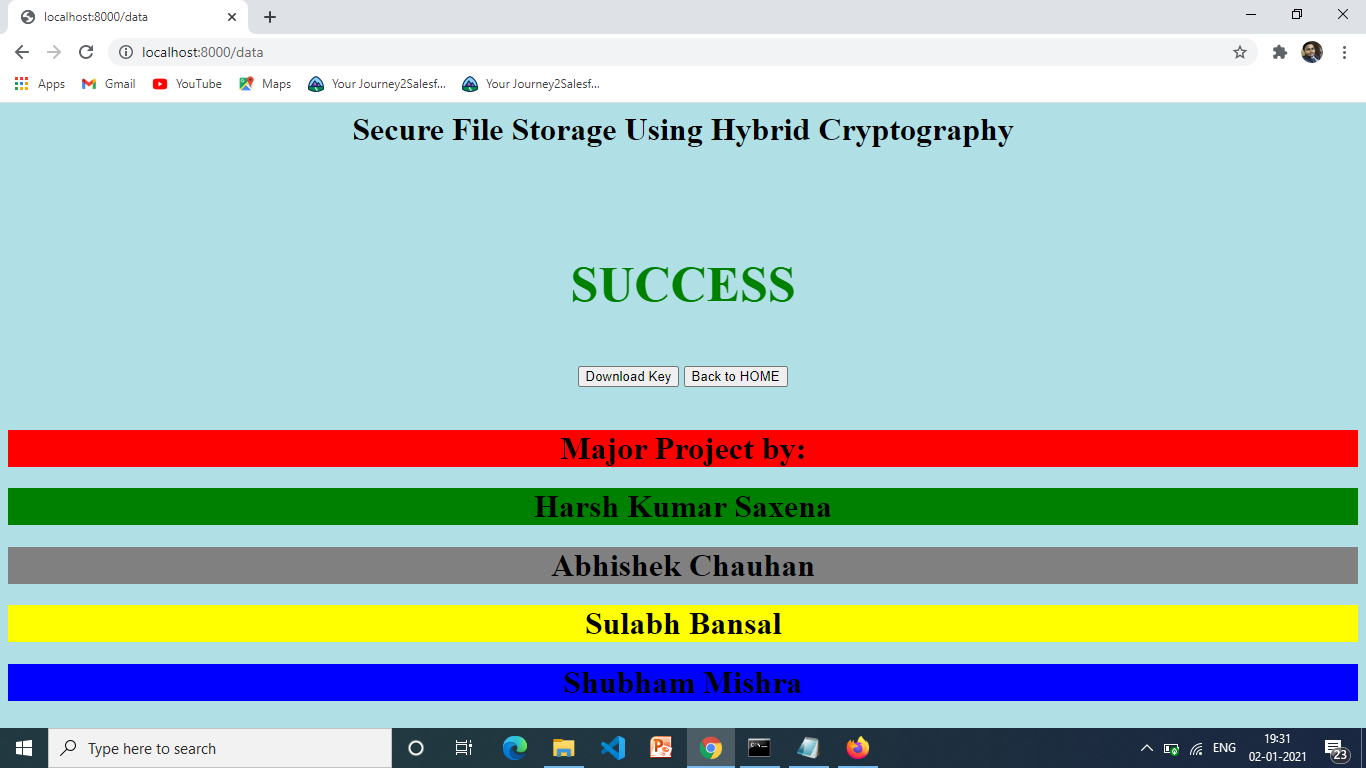 localhost:8000/data
localhost:8000/data
Apps Gmail YouTube Maps Your Journey2Salesf... Your Journey2Salesf...
Secure File Storage Using Hybrid Cryptography
SUCCESS
Download Key Back to HOME
Major Project by:
Harsh Kumar Saxena
Abhishek Chauhan
Sulabh Bansal
Shubham Mishra
Type here to search
ENG
19:31
02-01-2021
23